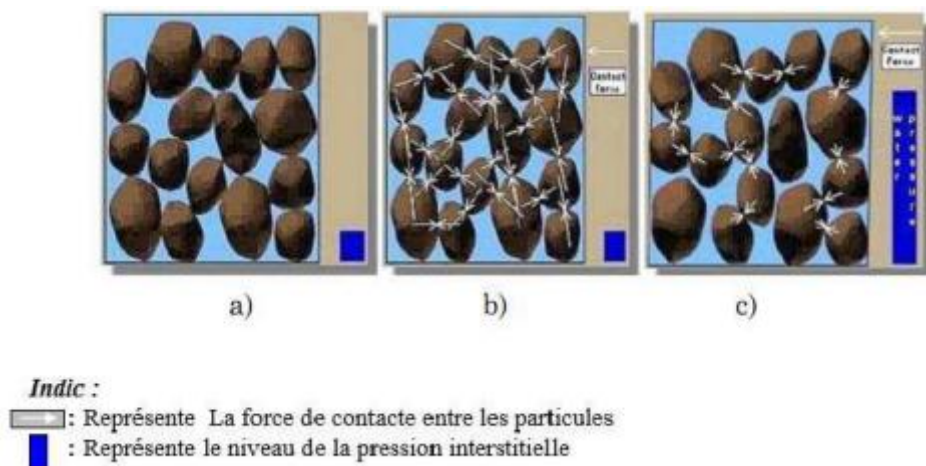 Contact
force
Contact
force
water
pressure
a)
b)
c)
Indic :
: Représente La force de contacte entre les particules
: Représente le niveau de la pression interstitielle